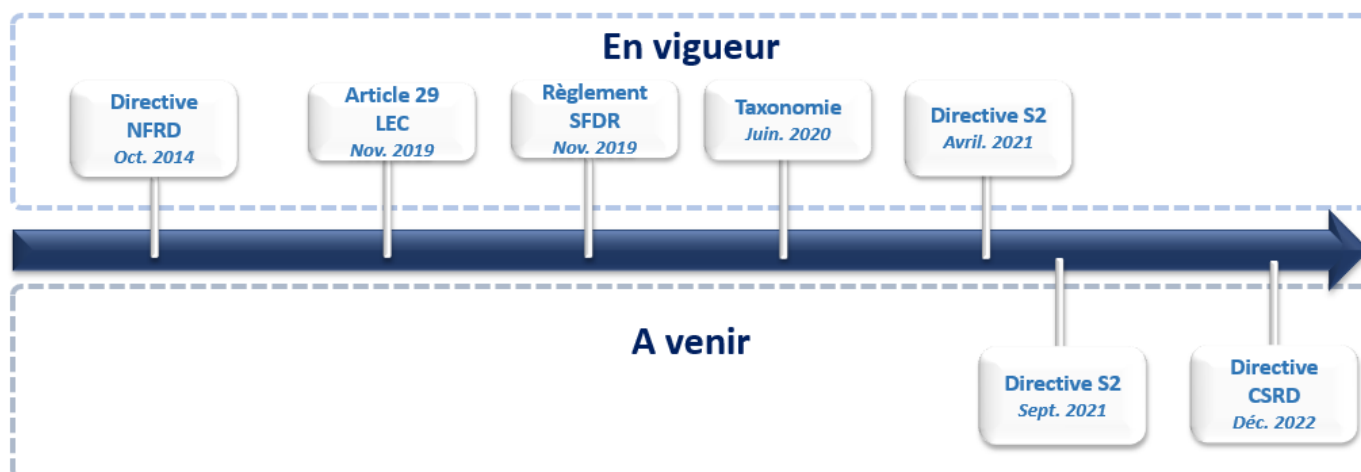 En vigueur
Directive
NFRD
Oct. 2014
Article 29
LEC
Nov. 2019
Règlement
SFDR
Nov. 2019
Taxonomie
Juin. 2020
Directive S2
Avril. 2021
A venir
Directive S2
Sept. 2021
Directive
CSRD
Déc. 2022